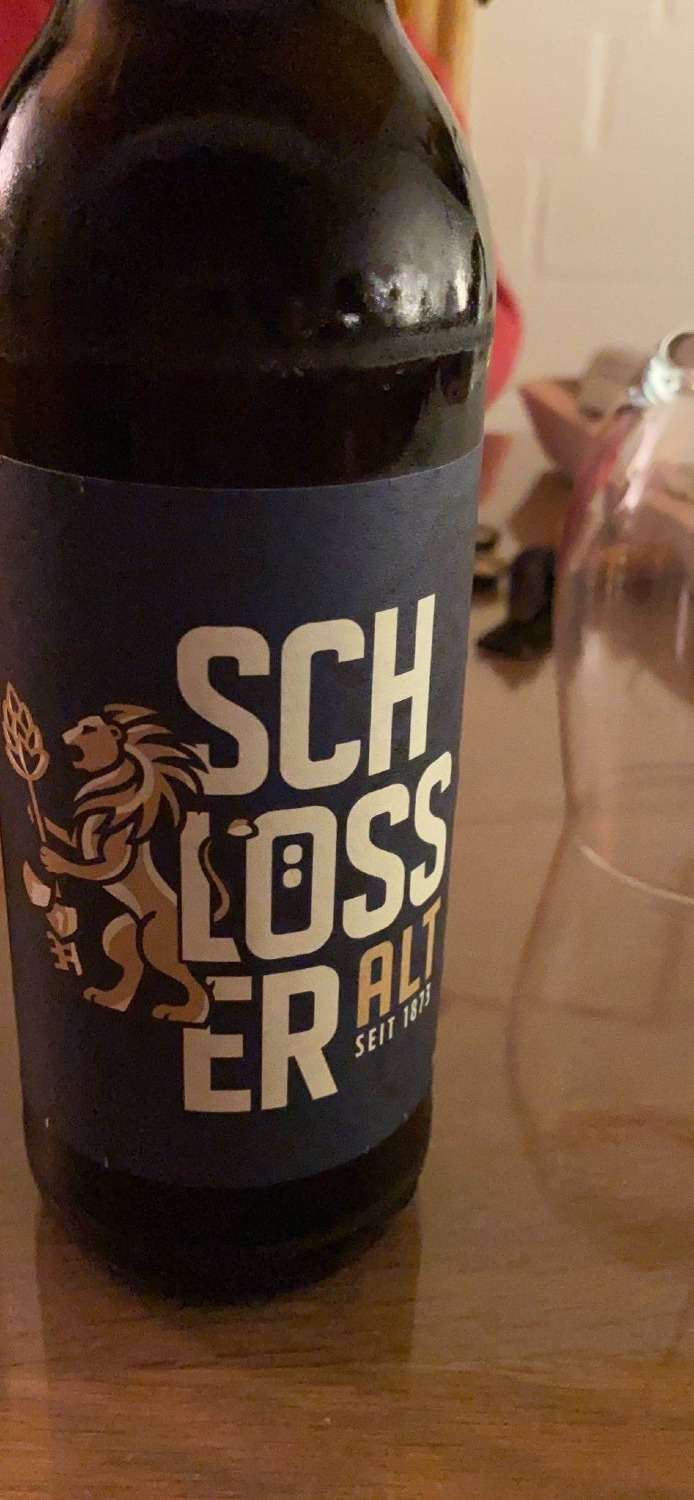 SCH
LÖSS
ER ALT
SEIT 1873